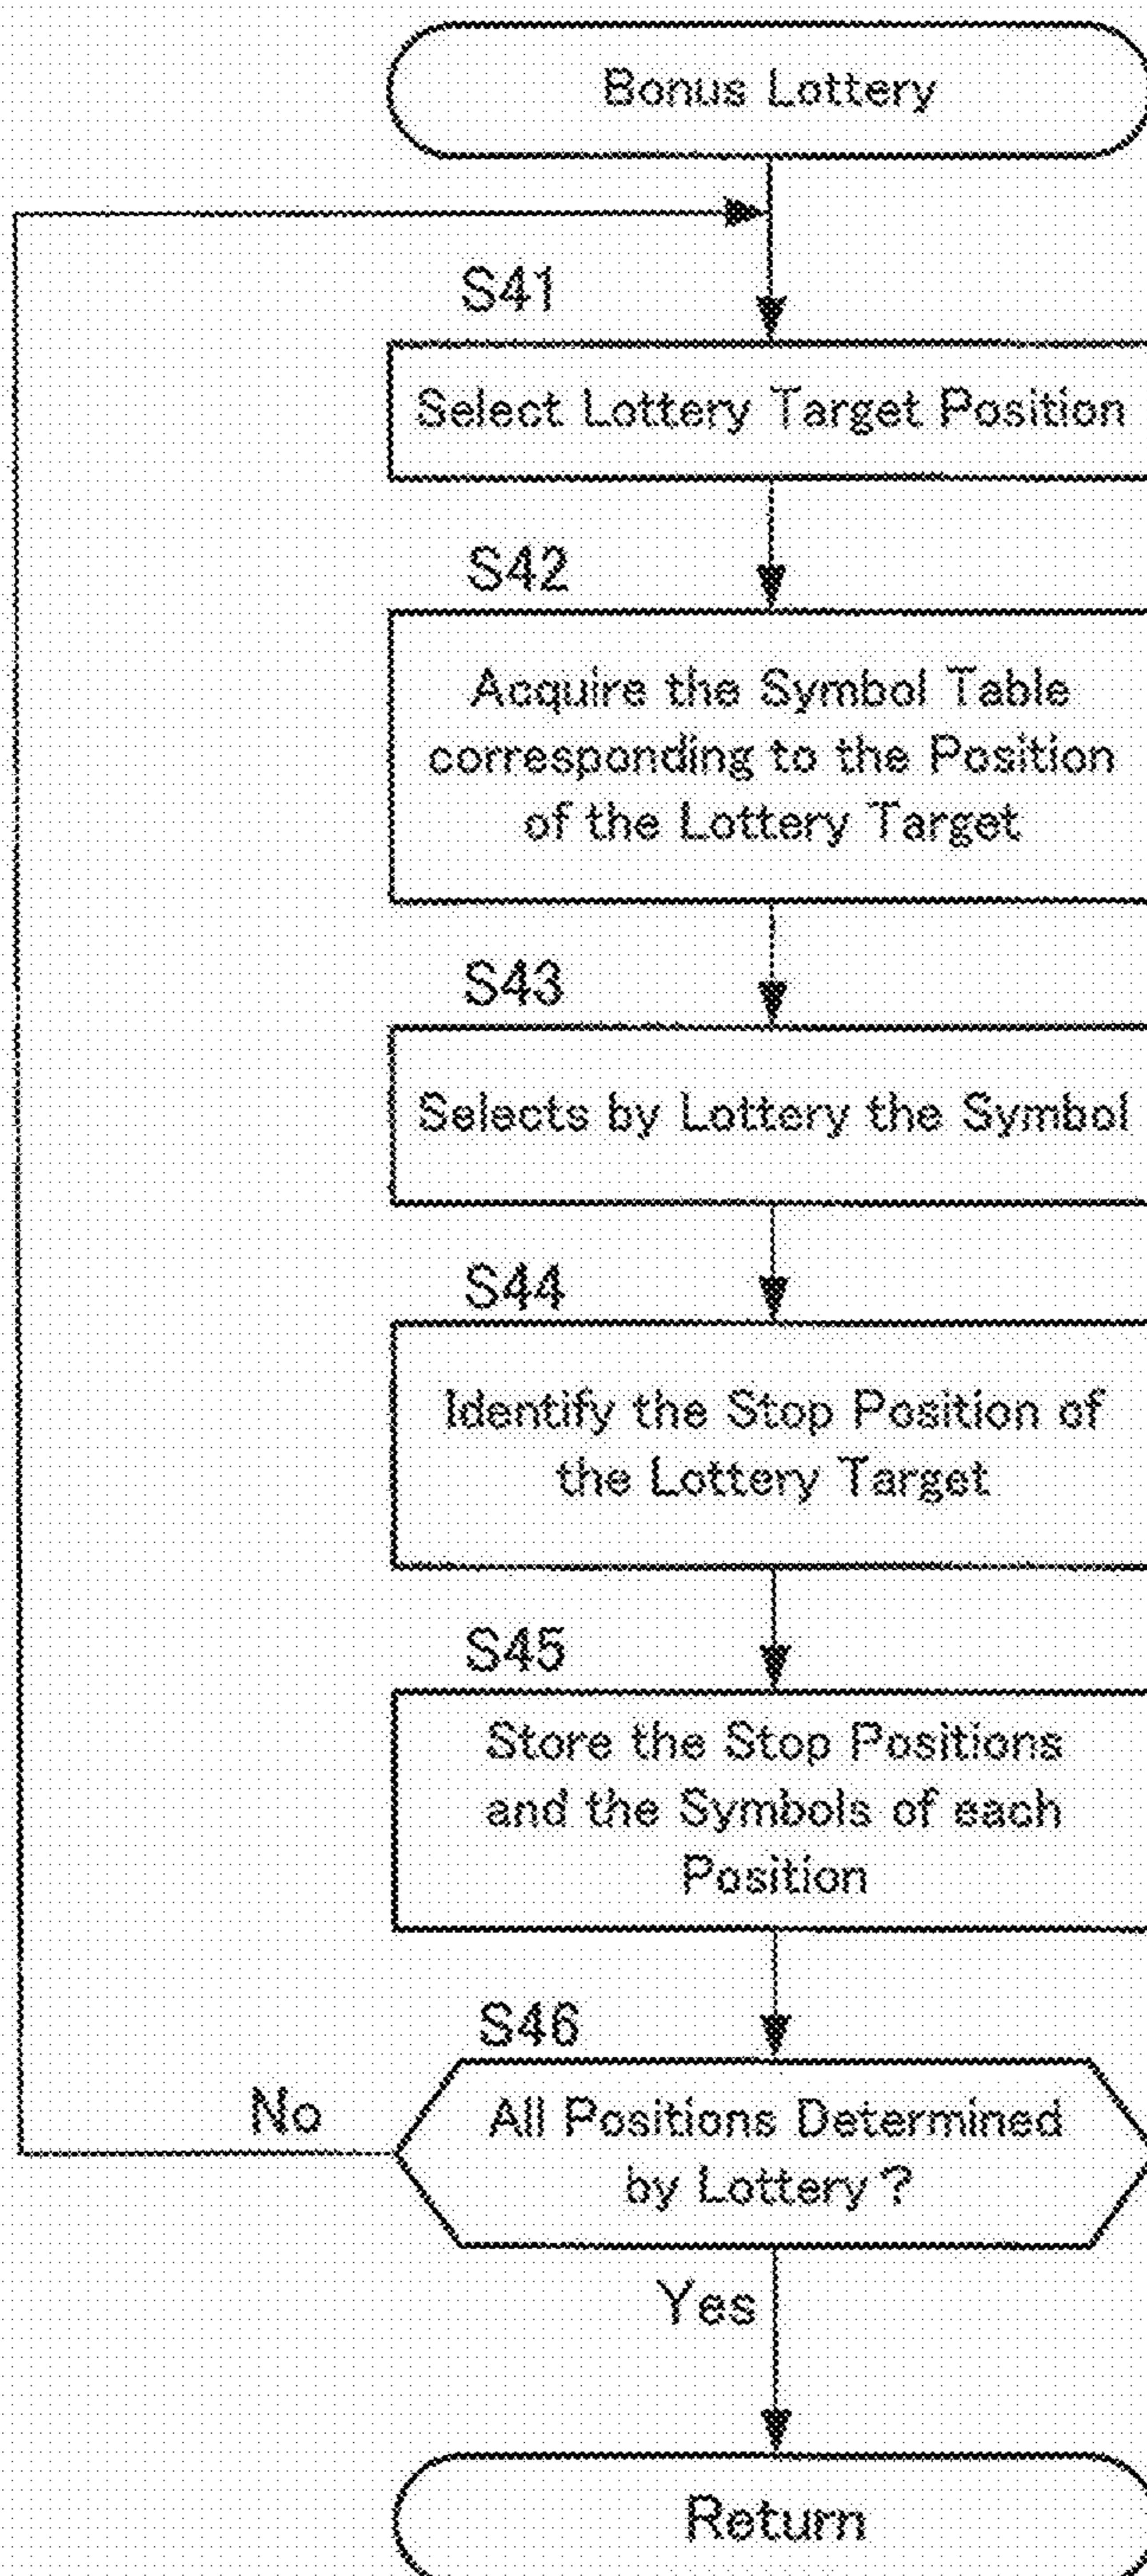 Bonus Lottery
S41
Select Lottery Target Position
S42
Acquire the Symbol Table
corresponding to the Position
of the Lottery Target
S43
Selects by Lottery the Symbol
S44
Identify the Stop Position of
the Lottery Target
S45
Store the Stop Positions
and the Symbols of each
Position
S46
No
All Positions Determined
by Lottery ?
Yes
Return